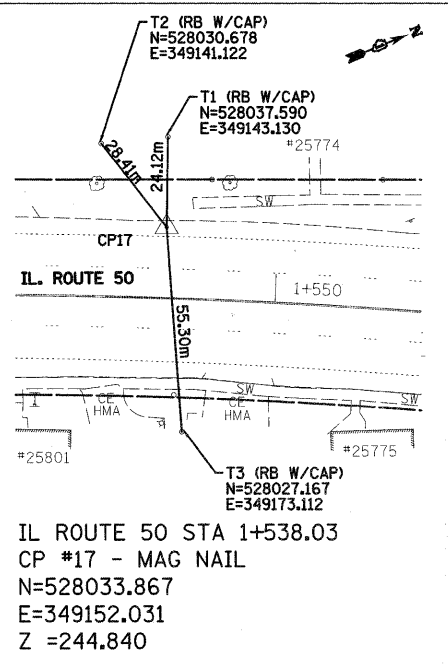 T2 (RB W/CAP)
N=528030.678
E=349141.122
Z
T1 (RB W/CAP)
N=528037.590
E=349143.130
#25774
28.41m
24.12m
SW
CP17
IL. ROUTE 50
1+550
55.30m
SW
SW
CE
HMA
CE
HMA
I
#25801
#25775
T3 (RB W/CAP)
N=528027.167
E=349173.112
IL ROUTE 50 STA 1+538.03
CP #17 - MAG NAIL
N=528033.867
E=349152.031
Z =244.840